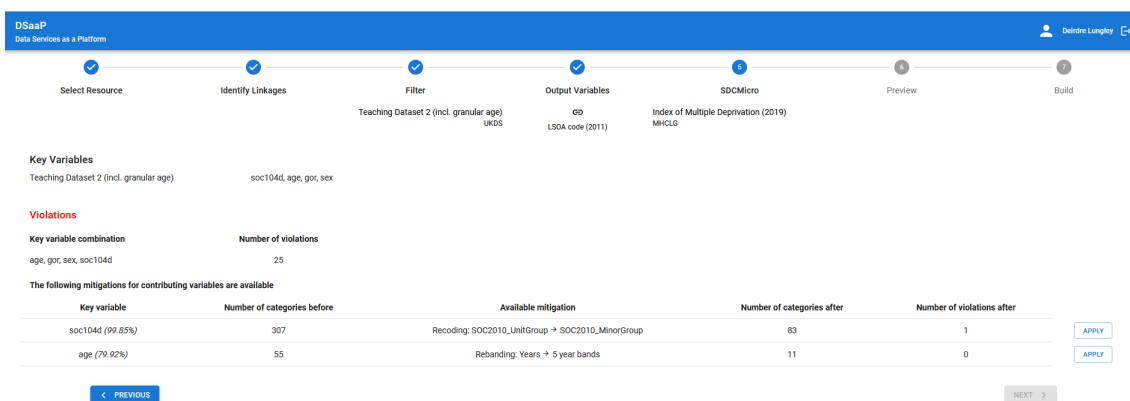 DSaaP
Data Services as a Platform
Deirdre Lungley
5 6 7
Select Resource Identify Linkages Filter Output Variables SDCMicro Preview Build
Teaching Dataset 2 (incl. granular age) Index of Multiple Deprivation (2019)
UKDS LSOA code (2011) MHCLG
Key Variables
Teaching Dataset 2 (incl. granular age) soc104d, age, gor, sex
Violations
Key variable combination Number of violations
age, gor, sex, soc104d 25
The following mitigations for contributing variables are available
Key variable Number of categories before Available mitigation Number of categories after Number of violations after
soc104d (99.85%) 307 Recoding: SOC2010_UnitGroup → SOC2010_MinorGroup 83 1 APPLY
age (79.92%) 55 Rebanding: Years → 5 year bands 11 0 APPLY
PREVIOUS NEXT